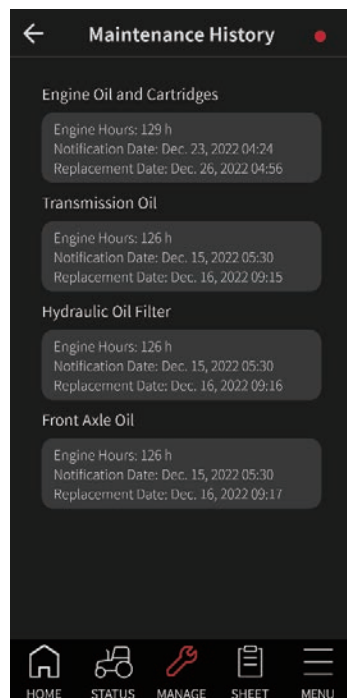 Maintenance History
Engine Oil and Cartridges
Engine Hours: 129 h
Notification Date: Dec. 23, 2022 04:24
Replacement Date: Dec. 26, 2022 04:56
Transmission Oil
Engine Hours: 126 h
Notification Date: Dec. 15, 2022 05:30
Replacement Date: Dec. 16, 2022 09:15
Hydraulic Oil Filter
Engine Hours: 126 h
Notification Date: Dec. 15, 2022 05:30
Replacement Date: Dec. 16, 2022 09:16
Front Axle Oil
Engine Hours: 126 h
Notification Date: Dec. 15, 2022 05:30
Replacement Date: Dec. 16, 2022 09:17
HOME STATUS MANAGE SHEET MENU